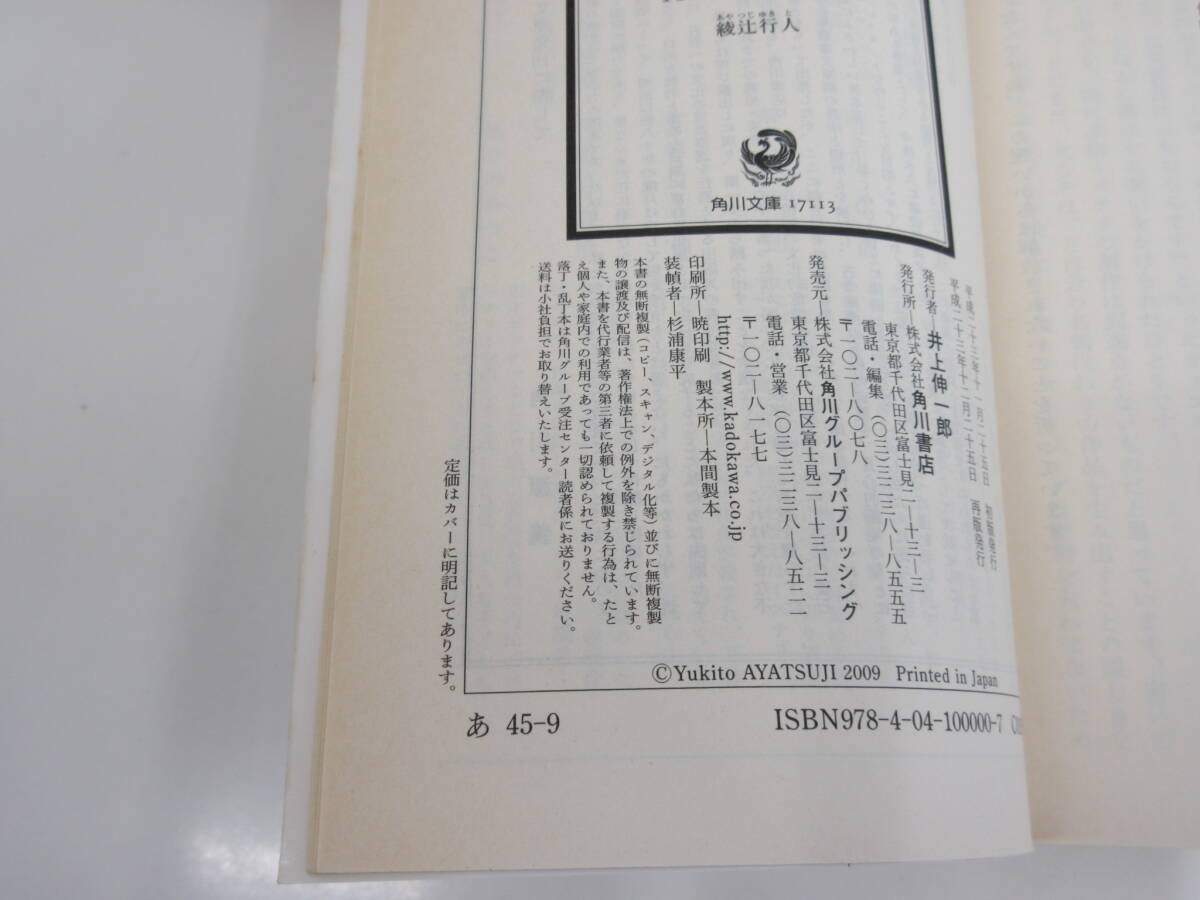 あやつじゆきと
綾辻行人
角川文庫 17113
平成二十三年十一月二十五日 初版発行
平成二十三年十二月二十五日 再版発行
発行者―井上伸一郎
発行所―株式会社角川書店
東京都千代田区富士見二―十三―三
電話・編集 (〇三)三二三八―八五五五
〒一〇二―八〇七八
発売元―株式会社角川グループパブリッシング
東京都千代田区富士見二―十三―三
電話・営業 (〇三)三二三八―八五二一
〒一〇二―八一七七
http://www.kadokawa.co.jp
印刷所―暁印刷 製本所―本間製本
装幀者―杉浦康平
本書の無断複製(コピー、スキャン、デジタル化等)並びに無断複製
物の譲渡及び配信は、著作権法上での例外を除き禁じられています。
また、本書を代行業者等の第三者に依頼して複製する行為は、たと
え個人や家庭内での利用であっても一切認められておりません。
落丁・乱丁本は角川グループ受注センター読者係にお送りください。
送料は小社負担でお取り替えいたします。
定価はカバーに明記してあります。
©Yukito AYATSUJI 2009 Printed in Japan
あ 45-9
ISBN978-4-04-100000-7